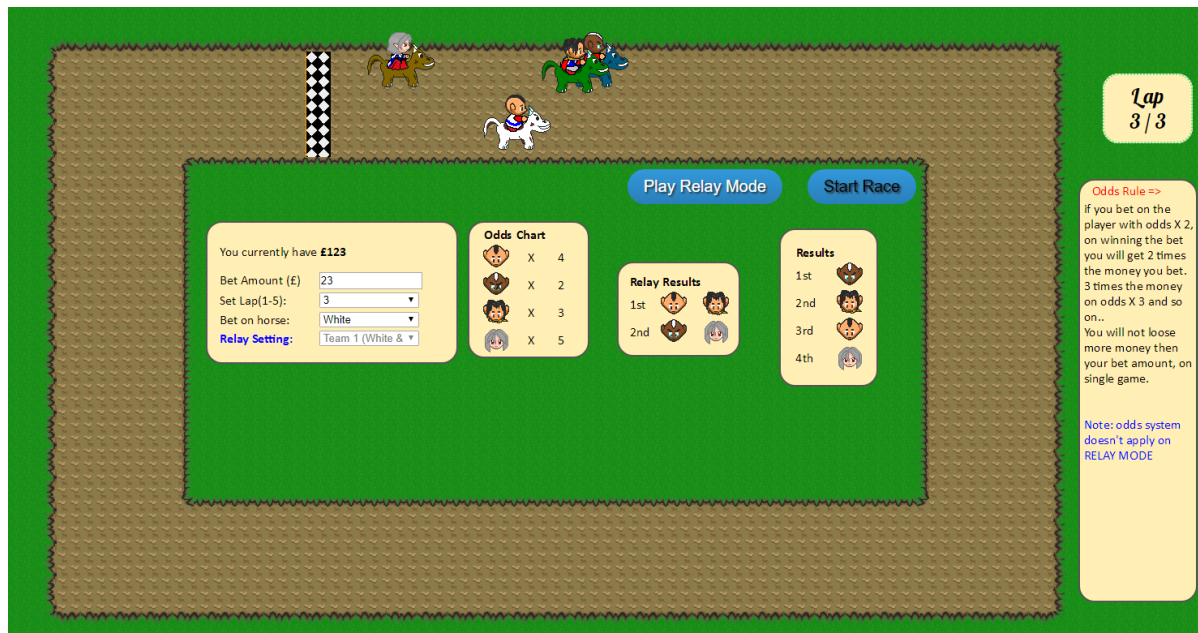 Lap
3 / 3
Play Relay Mode
Start Race
You currently have £123
Bet Amount (£) 23
Set Lap(1-5): 3
Bet on horse: White
Relay Setting: Team 1 (White &
Odds Chart
X 4
X 2
X 3
X 5
Relay Results
1st
2nd
Results
1st
2nd
3rd
4th
Odds Rule =>
if you bet on the
player with odds X 2,
on winning the bet
you will get 2 times
the money you bet.
3 times the money
on odds X 3 and so
on..
You will not loose
more money then
your bet amount, on
single game.
Note: odds system
doesn't apply on
RELAY MODE